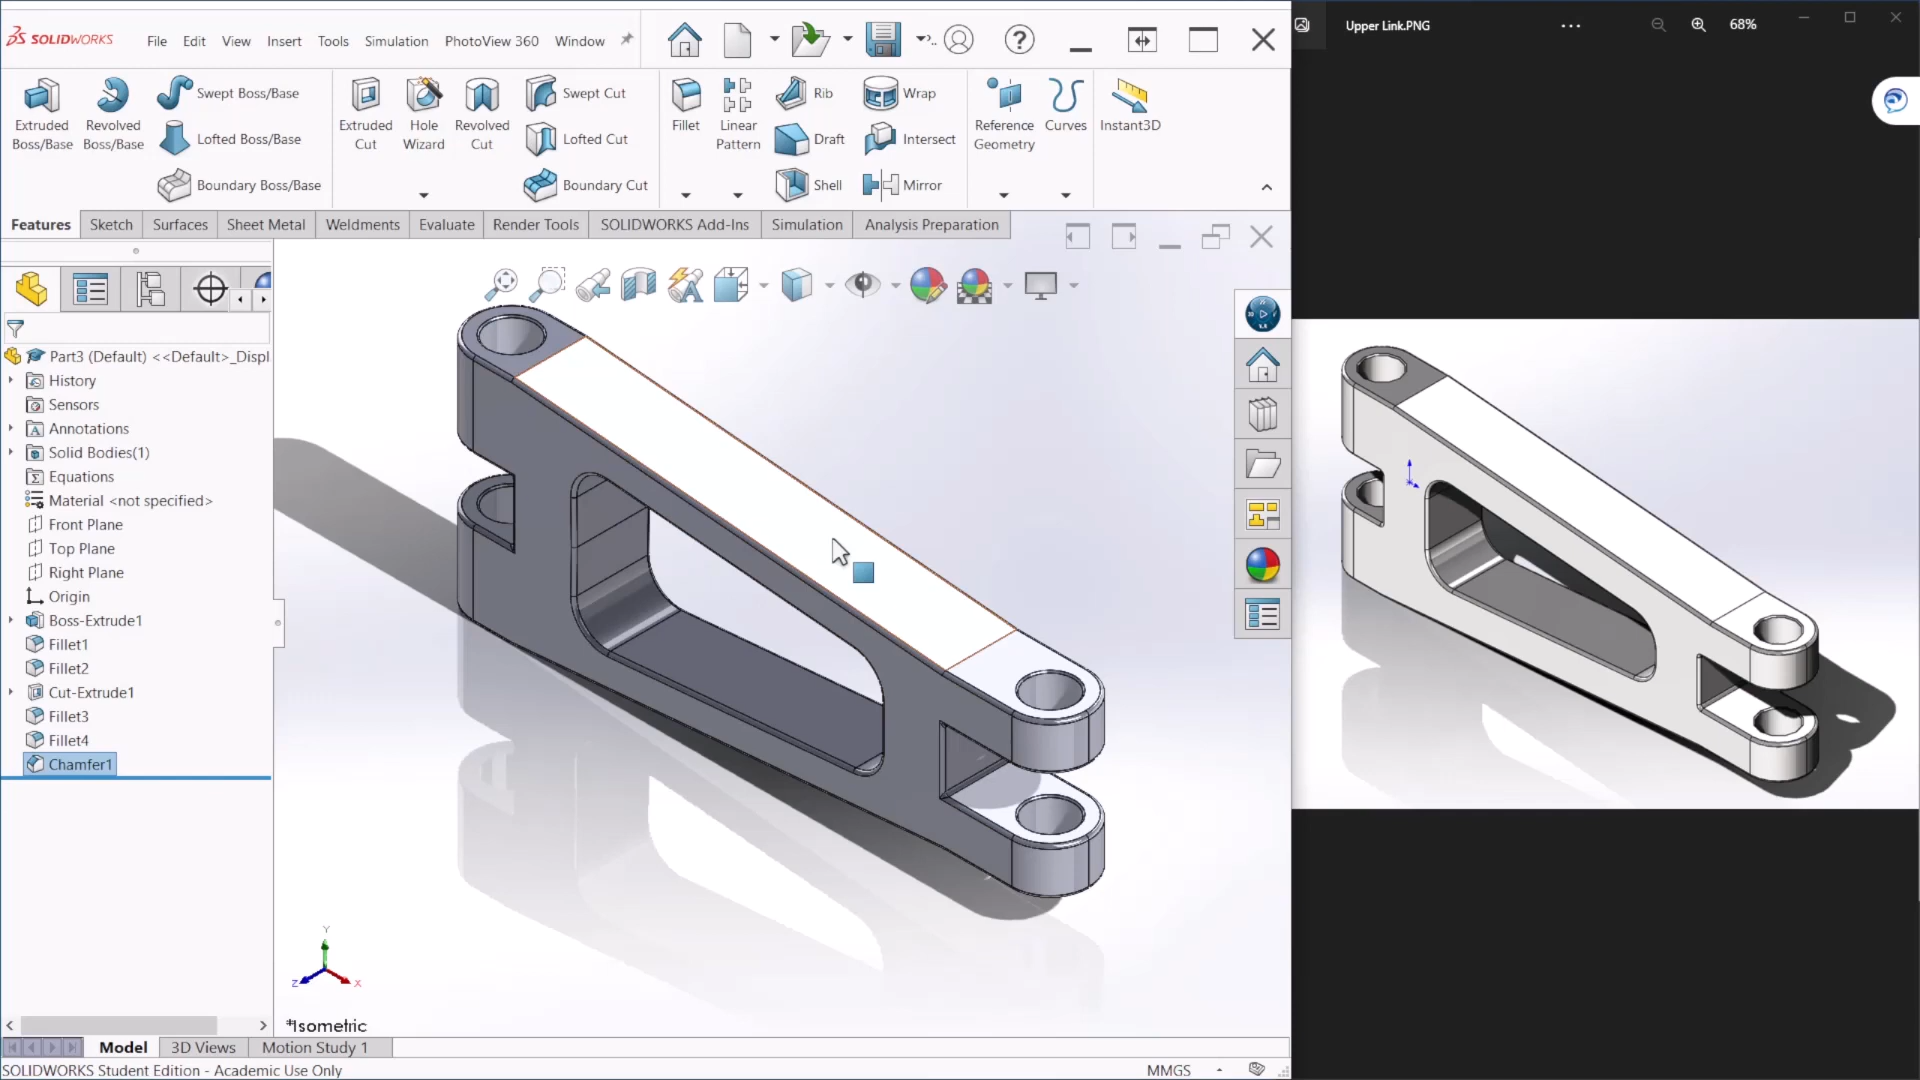 SOLIDWORKS File Edit View Insert Tools Simulation PhotoView 360 Window
Upper Link.PNG 68%
Extruded Boss/Base
Revolved Boss/Base
Swept Boss/Base
Lofted Boss/Base
Boundary Boss/Base
Extruded Cut
Hole Wizard
Revolved Cut
Swept Cut
Lofted Cut
Boundary Cut
Fillet
Linear Pattern
Rib
Draft
Shell
Wrap
Intersect
Mirror
Reference Geometry
Curves
Instant3D
Features Sketch Surfaces Sheet Metal Weldments Evaluate Render Tools SOLIDWORKS Add-Ins Simulation Analysis Preparation
Part3 (Default) <<Default>_Displ
History
Sensors
Annotations
Solid Bodies(1)
Equations
Material <not specified>
Front Plane
Top Plane
Right Plane
Origin
Boss-Extrude1
Fillet1
Fillet2
Cut-Extrude1
Fillet3
Fillet4
Chamfer1
Y
Z X
*Isometric
Model 3D Views Motion Study 1
SOLIDWORKS Student Edition - Academic Use Only MMGS